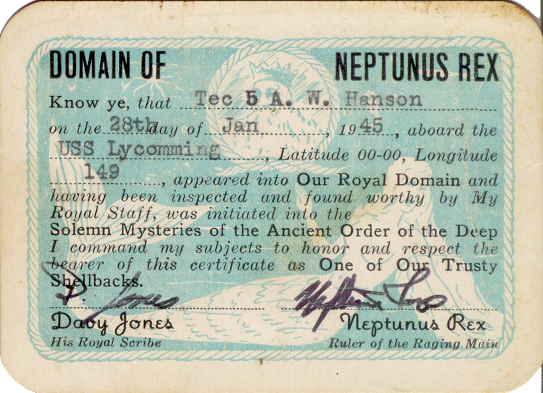 DOMAIN OF NEPTUNUS REX
Know ye, that Tec 5 A. W. Hanson
on the 28th day of Jan, 1945, aboard the
USS Lycomming, Latitude 00-00, Longitude
149, appeared into Our Royal Domain and
having been inspected and found worthy by My
Royal Staff, was initiated into the
Solemn Mysteries of the Ancient Order of the Deep
I command my subjects to honor and respect the
bearer of this certificate as One of Our Trusty
Shellbacks.
D. Jones Neptunus Rex
Davy Jones Neptunus Rex
His Royal Scribe Ruler of the Raging Main